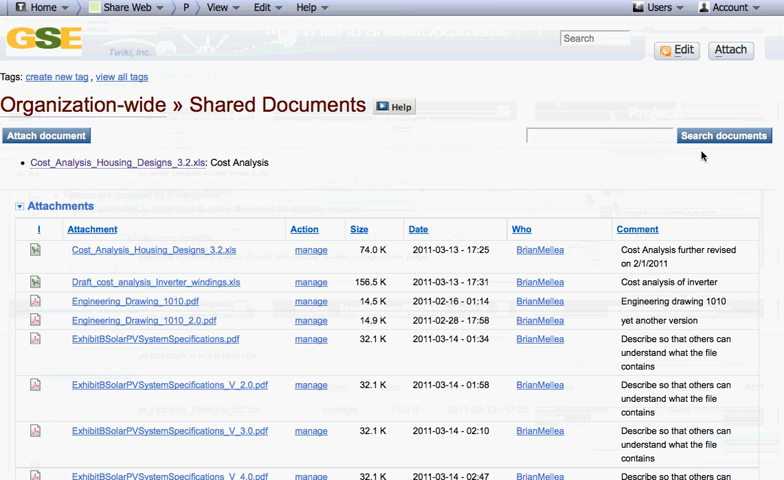 Home Share Web P View Edit Help Users Account
GSE
Twiki, Inc.
Search
Edit Attach
Tags: create new tag , view all tags
Organization-wide » Shared Documents Help
Attach document Search documents
• Cost_Analysis_Housing_Designs_3.2.xls: Cost Analysis
Attachments
I Attachment Action Size Date Who Comment
Cost_Analysis_Housing_Designs_3.2.xls manage 74.0 K 2011-03-13 - 17:25 BrianMellea Cost Analysis further revised
on 2/1/2011
Draft_cost_analysis_Inverter_windings.xls manage 156.5 K 2011-03-13 - 17:31 BrianMellea Cost analysis of inverter
Engineering_Drawing_1010.pdf manage 14.5 K 2011-02-16 - 01:14 BrianMellea Engineering drawing 1010
Engineering_Drawing_1010_2.0.pdf manage 14.9 K 2011-02-28 - 17:58 BrianMellea yet another version
ExhibitBSolarPVSystemSpecifications.pdf manage 32.1 K 2011-03-14 - 01:34 BrianMellea Describe so that others can
understand what the file
contains
ExhibitBSolarPVSystemSpecifications_V_2.0.pdf manage 32.1 K 2011-03-14 - 01:58 BrianMellea Describe so that others can
understand what the file
contains
ExhibitBSolarPVSystemSpecifications_V_3.0.pdf manage 32.1 K 2011-03-14 - 02:10 BrianMellea Describe so that others can
understand what the file
contains
ExhibitBSolarPVSystemSpecifications_V_4.0.pdf manage 32.1 K 2011-03-14 - 02:47 BrianMellea Describe so that others can